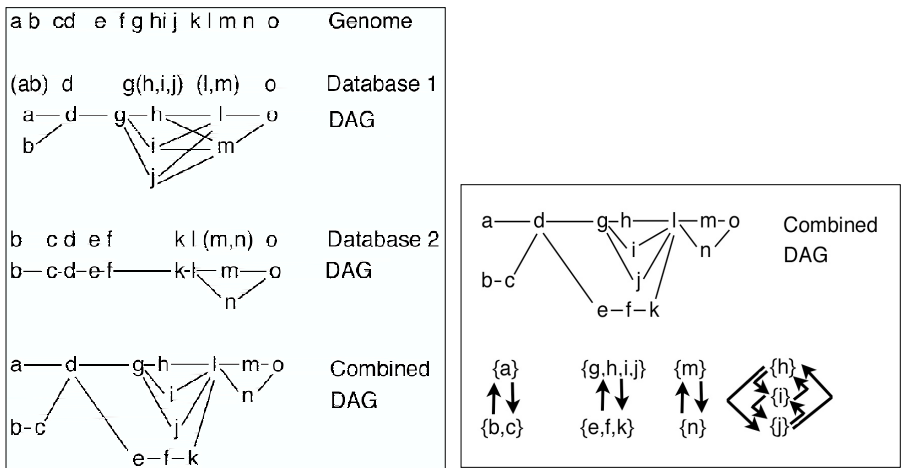 a b cd e f g hi j k l m n o Genome
(ab) d g(h,i,j) (l,m) o Database 1
a d g h l o DAG
b i m
j
b c d e f k l (m,n) o Database 2
b c-d-e-f k-l m o DAG
n
a d g h l m-o Combined
i n DAG
b-c j
e-f-k
a d g h l m-o Combined
i n DAG
b-c j
e-f-k
{a} {g,h,i,j} {m} {h}
{i}
{b,c} {e,f,k} {n} {j}